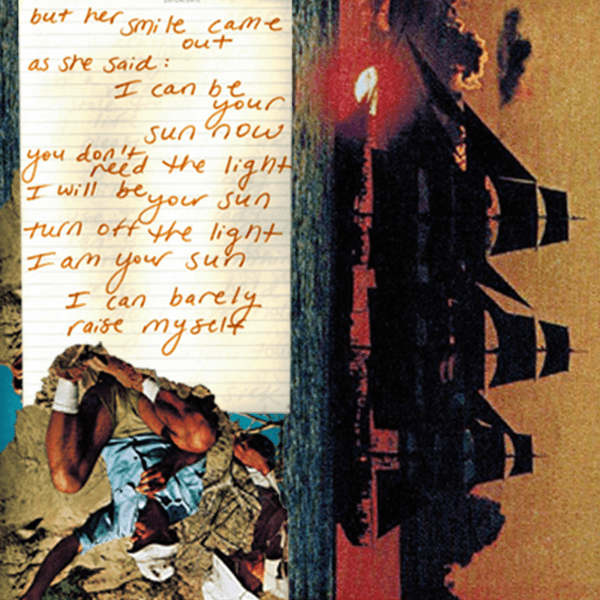 but her smile came
out
as she said:
I can be
your
sun now
you don't
need the light
I will be your sun
turn off the light
I am your sun
I can barely
raise myself